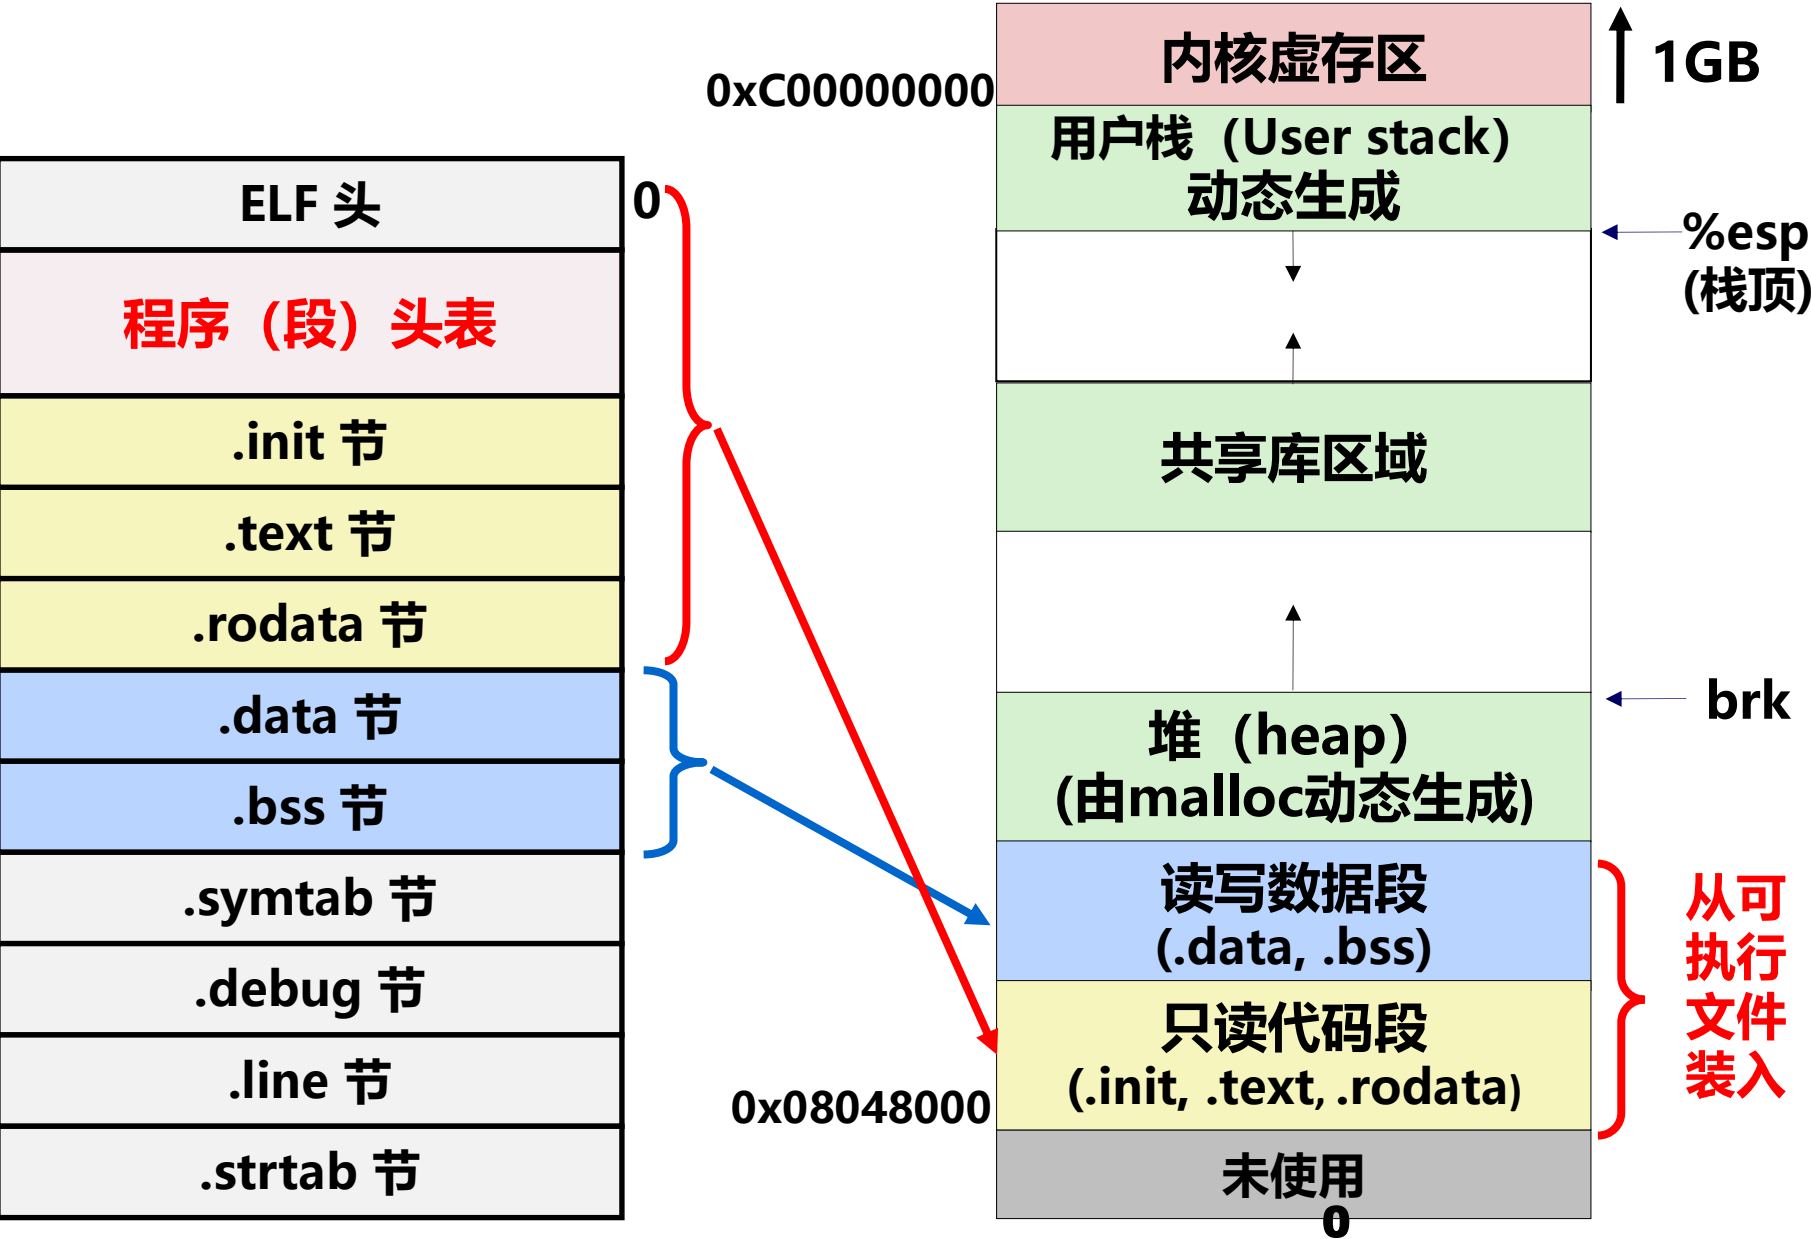 ELF 头
0
程序（段）头表
.init 节
.text 节
.rodata 节
.data 节
.bss 节
.symtab 节
.debug 节
.line 节
.strtab 节
内核虚存区
1GB
0xC00000000
用户栈（User stack）
动态生成
%esp
(栈顶)
共享库区域
brk
堆（heap）
(由malloc动态生成)
读写数据段
(.data, .bss)
只读代码段
(.init, .text, .rodata)
0x08048000
未使用
0
从可
执行
文件
装入